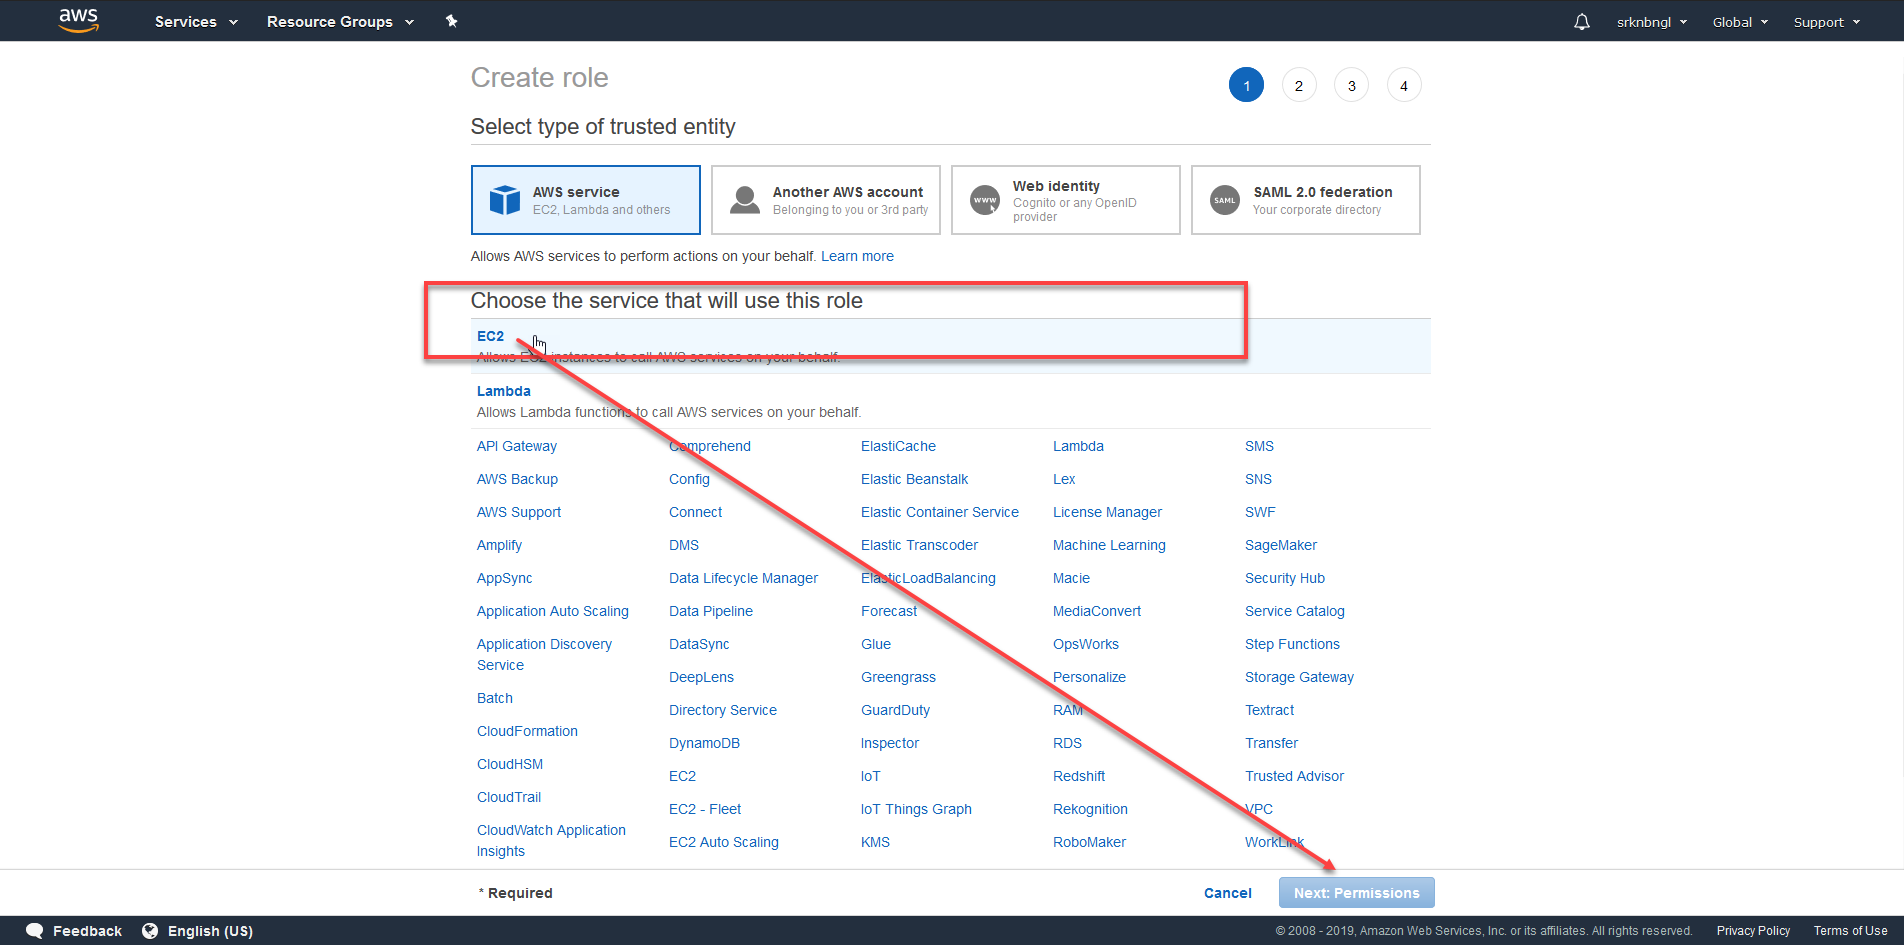 aws Services Resource Groups srknbngl Global Support
Create role
1 2 3 4
Select type of trusted entity
AWS service
EC2, Lambda and others
Another AWS account
Belonging to you or 3rd party
www
Web identity
Cognito or any OpenID
provider
SAML
SAML 2.0 federation
Your corporate directory
Allows AWS services to perform actions on your behalf. Learn more
Choose the service that will use this role
EC2
Allows EC2 instances to call AWS services on your behalf.
Lambda
Allows Lambda functions to call AWS services on your behalf.
API Gateway
AWS Backup
AWS Support
Amplify
AppSync
Application Auto Scaling
Application Discovery
Service
Batch
CloudFormation
CloudHSM
CloudTrail
CloudWatch Application
Insights
Comprehend
Config
Connect
DMS
Data Lifecycle Manager
Data Pipeline
DataSync
DeepLens
Directory Service
DynamoDB
EC2
EC2 - Fleet
EC2 Auto Scaling
ElastiCache
Elastic Beanstalk
Elastic Container Service
Elastic Transcoder
ElasticLoadBalancing
Forecast
Glue
Greengrass
GuardDuty
Inspector
IoT
IoT Things Graph
KMS
Lambda
Lex
License Manager
Machine Learning
Macie
MediaConvert
OpsWorks
Personalize
RAM
RDS
Redshift
Rekognition
RoboMaker
SMS
SNS
SWF
SageMaker
Security Hub
Service Catalog
Step Functions
Storage Gateway
Textract
Transfer
Trusted Advisor
VPC
WorkLink
* Required
Cancel
Next: Permissions
Feedback English (US) © 2008 - 2019, Amazon Web Services, Inc. or its affiliates. All rights reserved. Privacy Policy Terms of Use